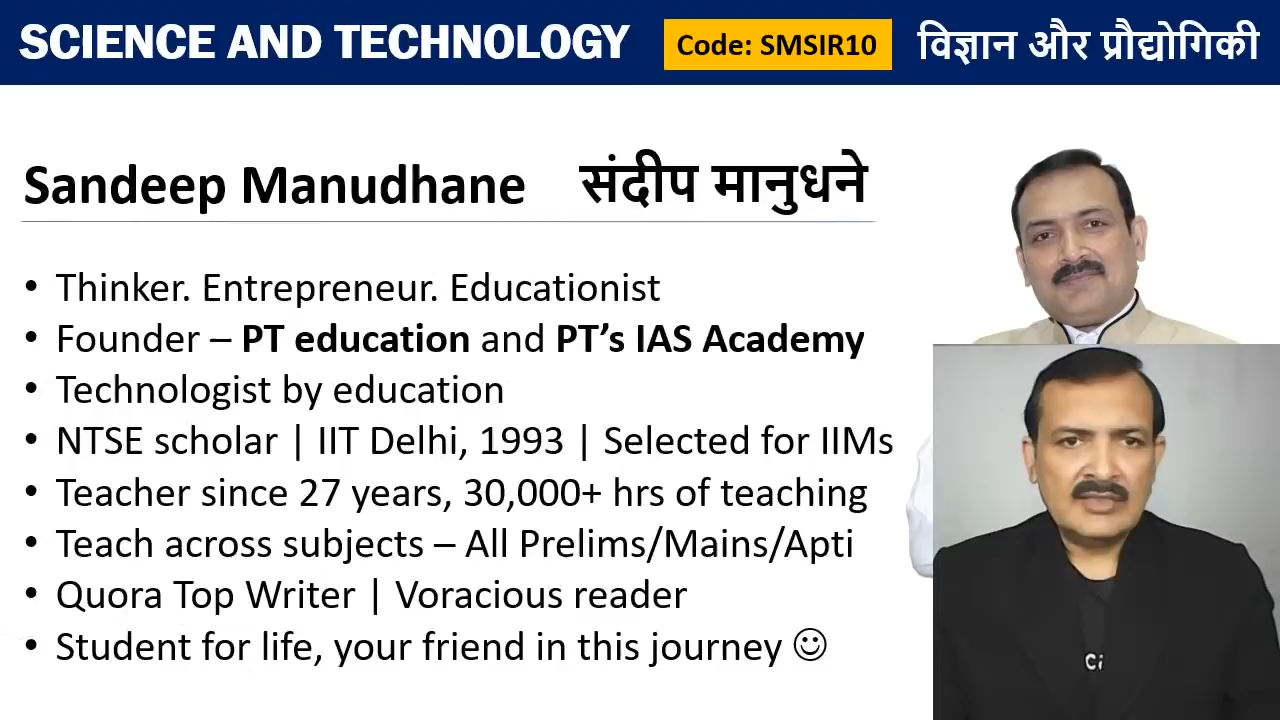 SCIENCE AND TECHNOLOGY Code: SMSIR10 विज्ञान और प्रौद्योगिकी
Sandeep Manudhane संदीप मानुधने
• Thinker. Entrepreneur. Educationist
• Founder – PT education and PT’s IAS Academy
• Technologist by education
• NTSE scholar | IIT Delhi, 1993 | Selected for IIMs
• Teacher since 27 years, 30,000+ hrs of teaching
• Teach across subjects – All Prelims/Mains/Apti
• Quora Top Writer | Voracious reader
• Student for life, your friend in this journey ☺